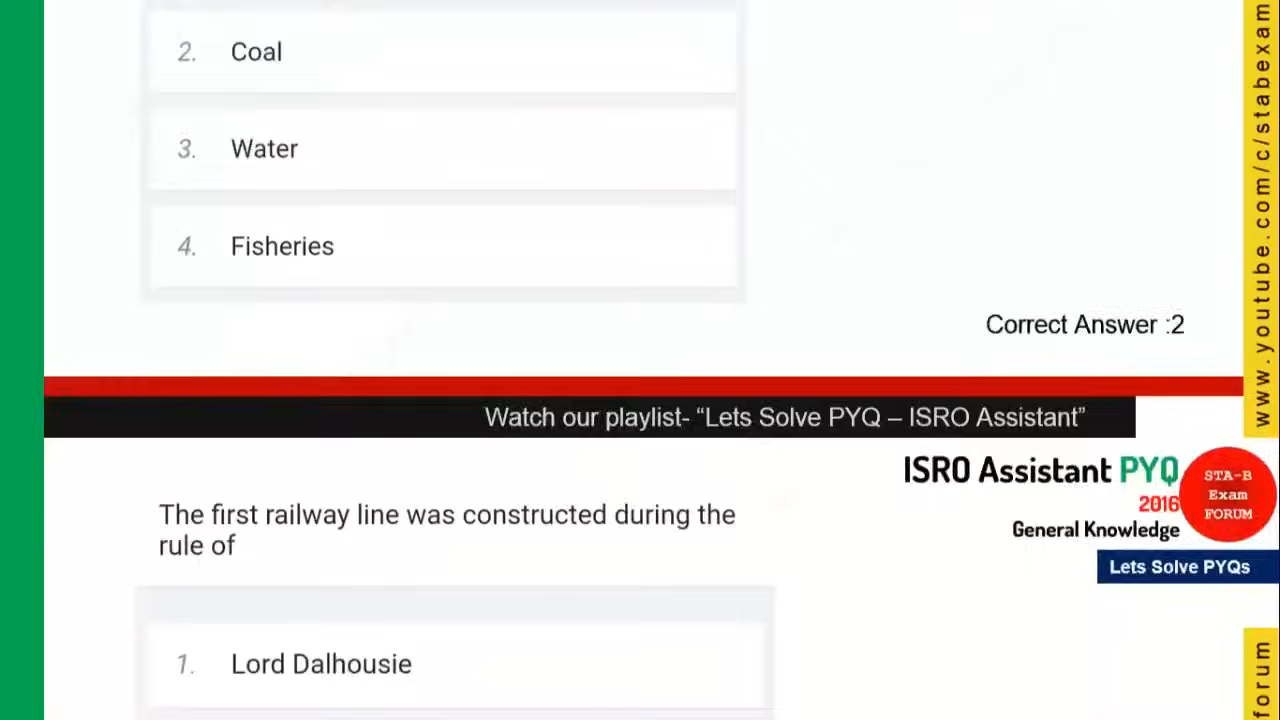 2. Coal
3. Water
4. Fisheries
Correct Answer :2
www.youtube.com/c/stabexam
Watch our playlist- “Lets Solve PYQ – ISRO Assistant”
ISRO Assistant PYQ
2016
General Knowledge
STA-B
Exam
FORUM
Lets Solve PYQs
The first railway line was constructed during the
rule of
1. Lord Dalhousie
forum